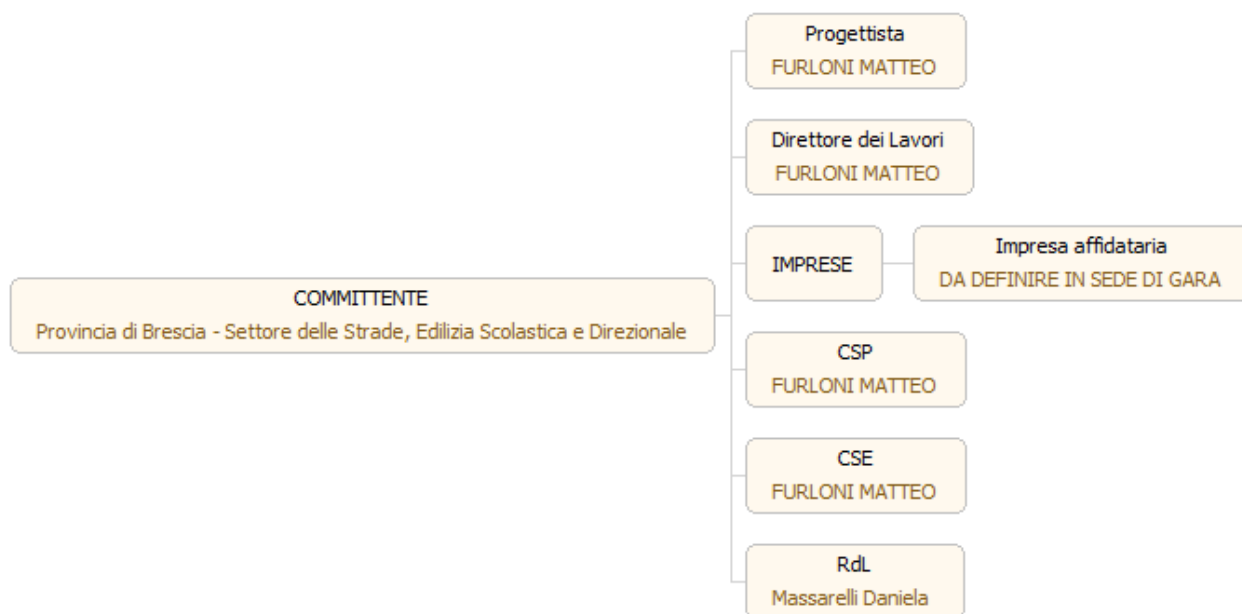 Progettista
FURLONI MATTEO
Direttore dei Lavori
FURLONI MATTEO
IMPRESE
Impresa affidataria
DA DEFINIRE IN SEDE DI GARA
COMMITTENTE
Provincia di Brescia - Settore delle Strade, Edilizia Scolastica e Direzionale
CSP
FURLONI MATTEO
CSE
FURLONI MATTEO
RdL
Massarelli Daniela